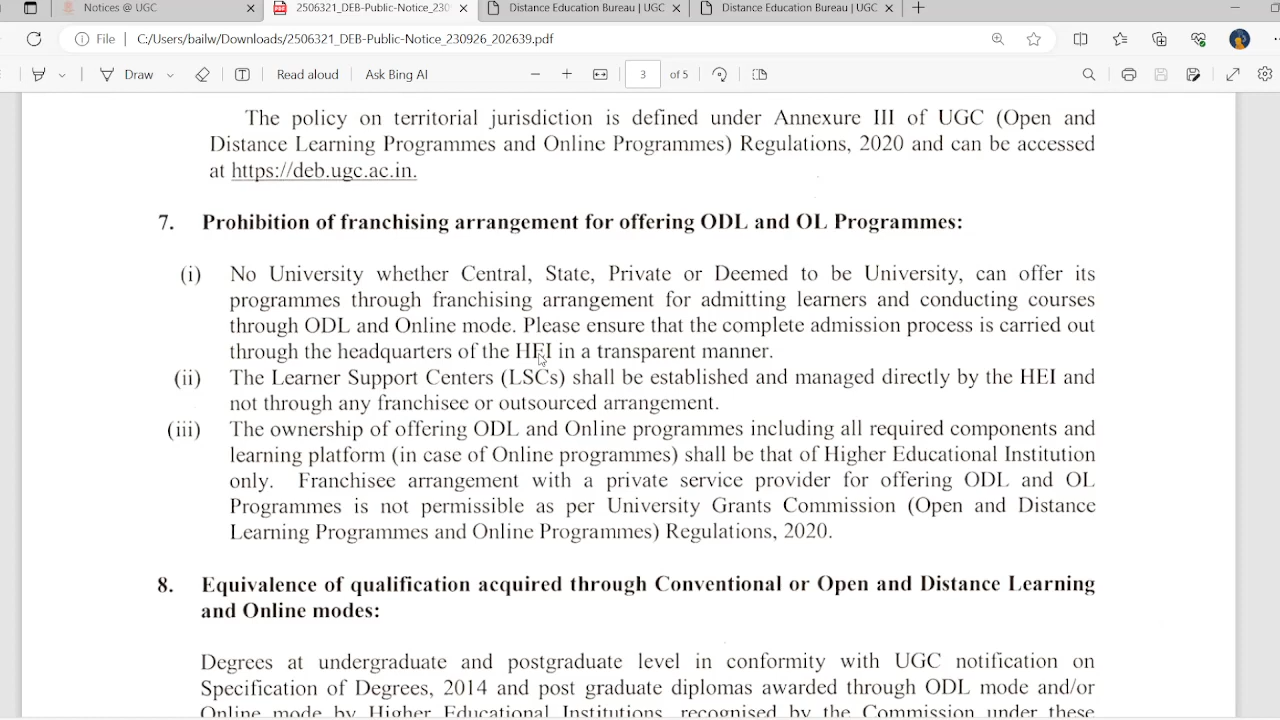 Notices @ UGC
2506321_DEB-Public-Notice_230
Distance Education Bureau | UGC
Distance Education Bureau | UGC
File
C:/Users/bailw/Downloads/2506321_DEB-Public-Notice_230926_202639.pdf
Draw
Read aloud
Ask Bing AI
3 of 5
The policy on territorial jurisdiction is defined under Annexure III of UGC (Open and
Distance Learning Programmes and Online Programmes) Regulations, 2020 and can be accessed
at https://deb.ugc.ac.in.
7. Prohibition of franchising arrangement for offering ODL and OL Programmes:
(i) No University whether Central, State, Private or Deemed to be University, can offer its
programmes through franchising arrangement for admitting learners and conducting courses
through ODL and Online mode. Please ensure that the complete admission process is carried out
through the headquarters of the HEI in a transparent manner.
(ii) The Learner Support Centers (LSCs) shall be established and managed directly by the HEI and
not through any franchisee or outsourced arrangement.
(iii) The ownership of offering ODL and Online programmes including all required components and
learning platform (in case of Online programmes) shall be that of Higher Educational Institution
only. Franchisee arrangement with a private service provider for offering ODL and OL
Programmes is not permissible as per University Grants Commission (Open and Distance
Learning Programmes and Online Programmes) Regulations, 2020.
8. Equivalence of qualification acquired through Conventional or Open and Distance Learning
and Online modes:
Degrees at undergraduate and postgraduate level in conformity with UGC notification on
Specification of Degrees, 2014 and post graduate diplomas awarded through ODL mode and/or
Online mode by Higher Educational Institutions, recognised by the Commission under these